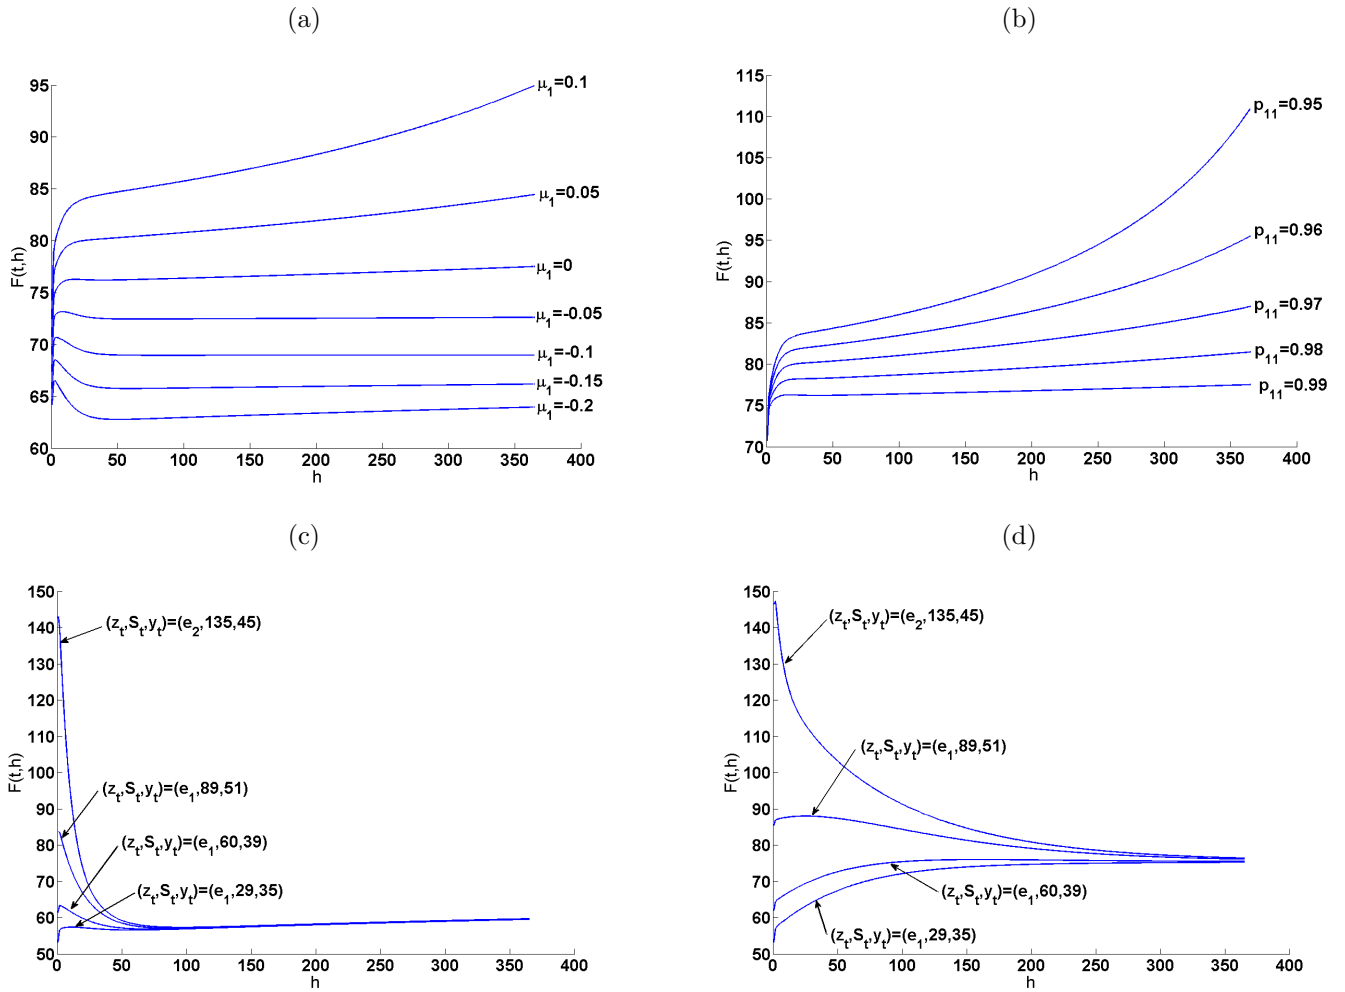 (a)
95
90
85
80
75
70
65
60
0 50 100 150 200 250 300 350 400
F(t,h)
h
μ1=0.1
μ1=0.05
μ1=0
μ1=-0.05
μ1=-0.1
μ1=-0.15
μ1=-0.2
(b)
115
110
105
100
95
90
85
80
75
70
0 50 100 150 200 250 300 350 400
F(t,h)
h
p11=0.95
p11=0.96
p11=0.97
p11=0.98
p11=0.99
(c)
150
140
130
120
110
100
90
80
70
60
50
0 50 100 150 200 250 300 350 400
F(t,h)
h
(zt,St,yt)=(e2,135,45)
(zt,St,yt)=(e1,89,51)
(zt,St,yt)=(e1,60,39)
(zt,St,yt)=(e1,29,35)
(d)
150
140
130
120
110
100
90
80
70
60
50
0 50 100 150 200 250 300 350 400
F(t,h)
h
(zt,St,yt)=(e2,135,45)
(zt,St,yt)=(e1,89,51)
(zt,St,yt)=(e1,60,39)
(zt,St,yt)=(e1,29,35)